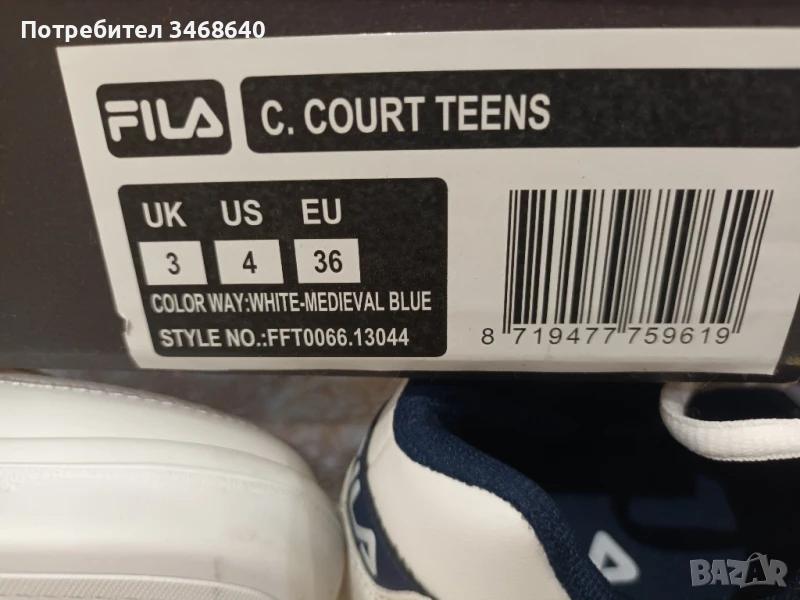 Потребител 3468640
FILA
C. COURT TEENS
UK US EU
3 4 36
COLOR WAY:WHITE-MEDIEVAL BLUE
STYLE NO.:FFT0066.13044
8 719477 759619
BAZAR